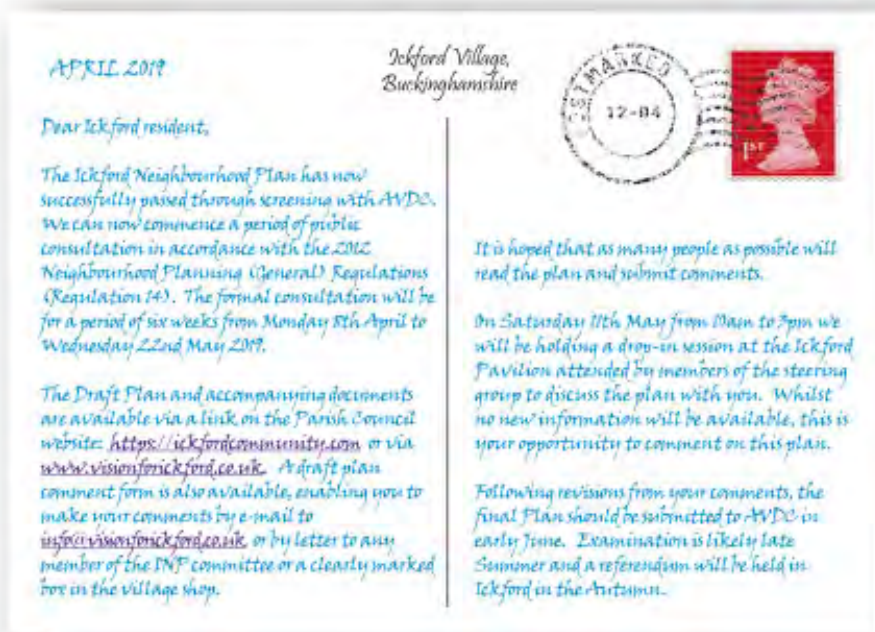 APRIL 2019
Ickford Village,
Buckinghamshire
POSTMARKED
12-04
1ST
Dear Ickford resident,
The Ickford Neighbourhood Plan has now
successfully passed through screening with AVDC.
We can now commence a period of public
consultation in accordance with the 2012
Neighbourhood Planning (General) Regulations
(Regulation 14). The formal consultation will be
for a period of six weeks from Monday 8th April to
Wednesday 22nd May 2019.
The Draft Plan and accompanying documents
are available via a link on the Parish Council
website: https://ickfordcommunity.com or via
www.visionforickford.co.uk. A draft plan
comment form is also available, enabling you to
make your comments by e-mail to
info@visionforickford.co.uk or by letter to any
member of the INP committee or a clearly marked
box in the village shop.
It is hoped that as many people as possible will
read the plan and submit comments.
On Saturday 11th May from 10am to 3pm we
will be holding a drop-in session at the Ickford
Pavilion attended by members of the steering
group to discuss the plan with you. Whilst
no new information will be available, this is
your opportunity to comment on this plan.
Following revisions from your comments, the
final Plan should be submitted to AVDC in
early June. Examination is likely late
Summer and a referendum will be held in
Ickford in the Autumn.